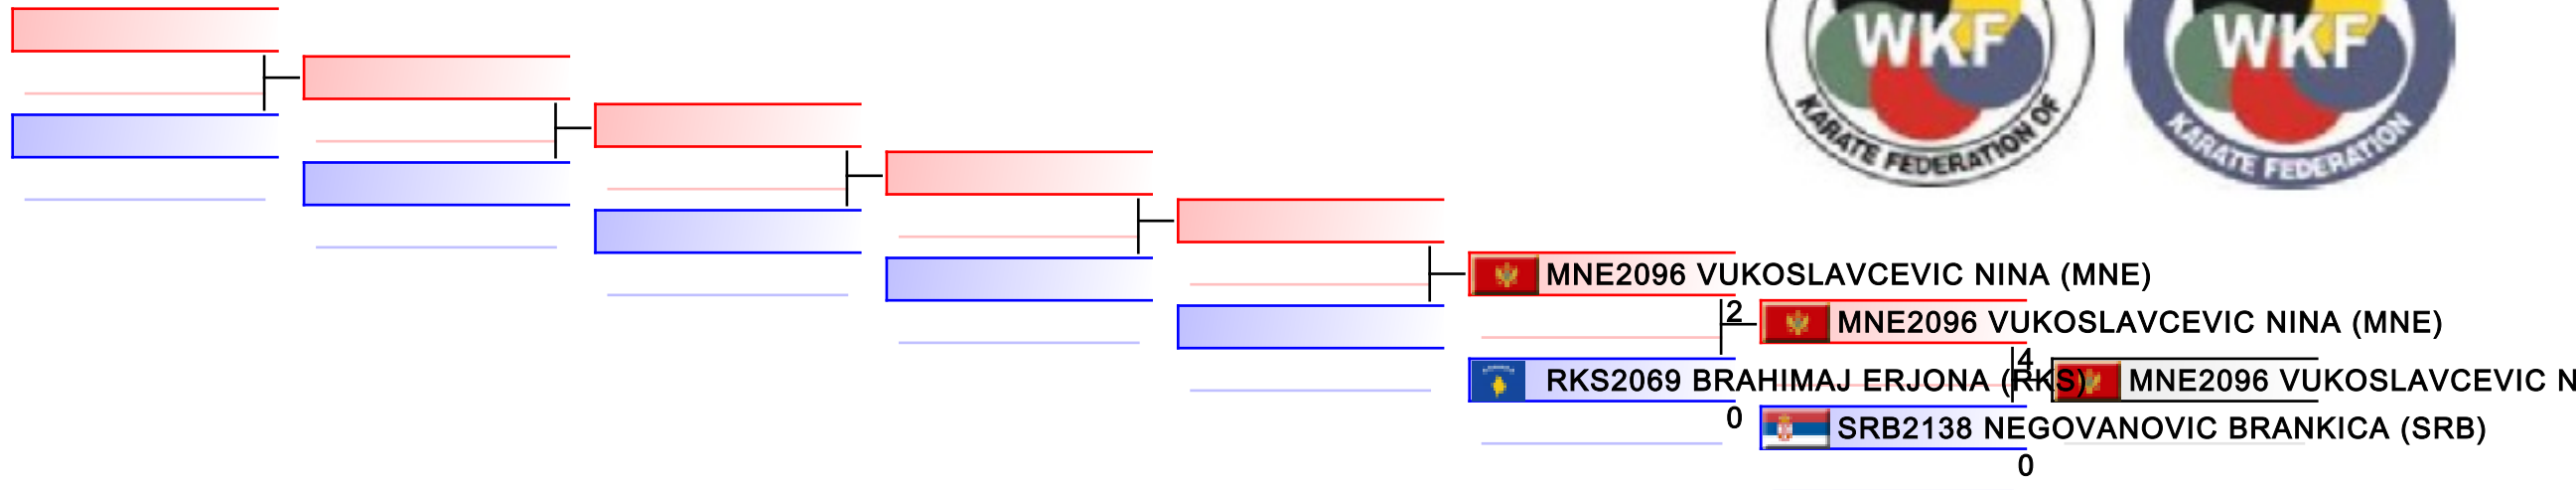 WKF
KARATE FEDERATION OF
WKF
KARATE FEDERATION
MNE2096 VUKOSLAVCEVIC NINA (MNE)
2
MNE2096 VUKOSLAVCEVIC NINA (MNE)
4
RKS2069 BRAHIMAJ ERJONA (RKS)
MNE2096 VUKOSLAVCEVIC N
0
SRB2138 NEGOVANOVIC BRANKICA (SRB)
0